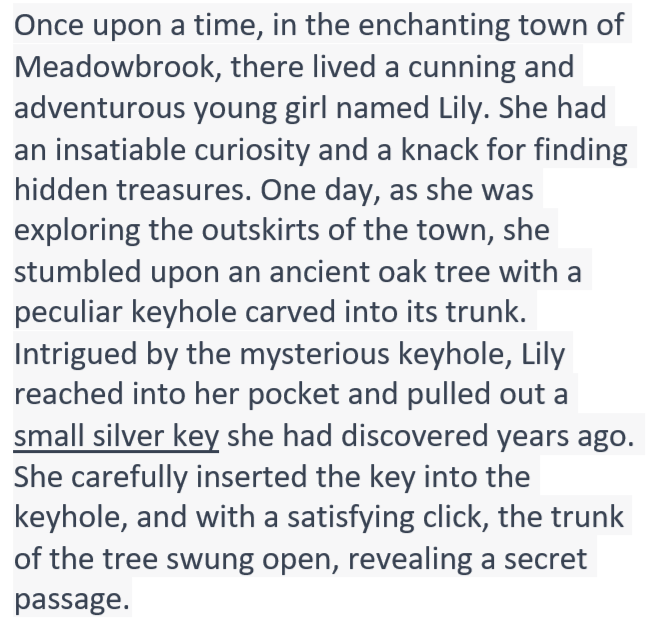 Once upon a time, in the enchanting town of
Meadowbrook, there lived a cunning and
adventurous young girl named Lily. She had
an insatiable curiosity and a knack for finding
hidden treasures. One day, as she was
exploring the outskirts of the town, she
stumbled upon an ancient oak tree with a
peculiar keyhole carved into its trunk.
Intrigued by the mysterious keyhole, Lily
reached into her pocket and pulled out a
small silver key she had discovered years ago.
She carefully inserted the key into the
keyhole, and with a satisfying click, the trunk
of the tree swung open, revealing a secret
passage.